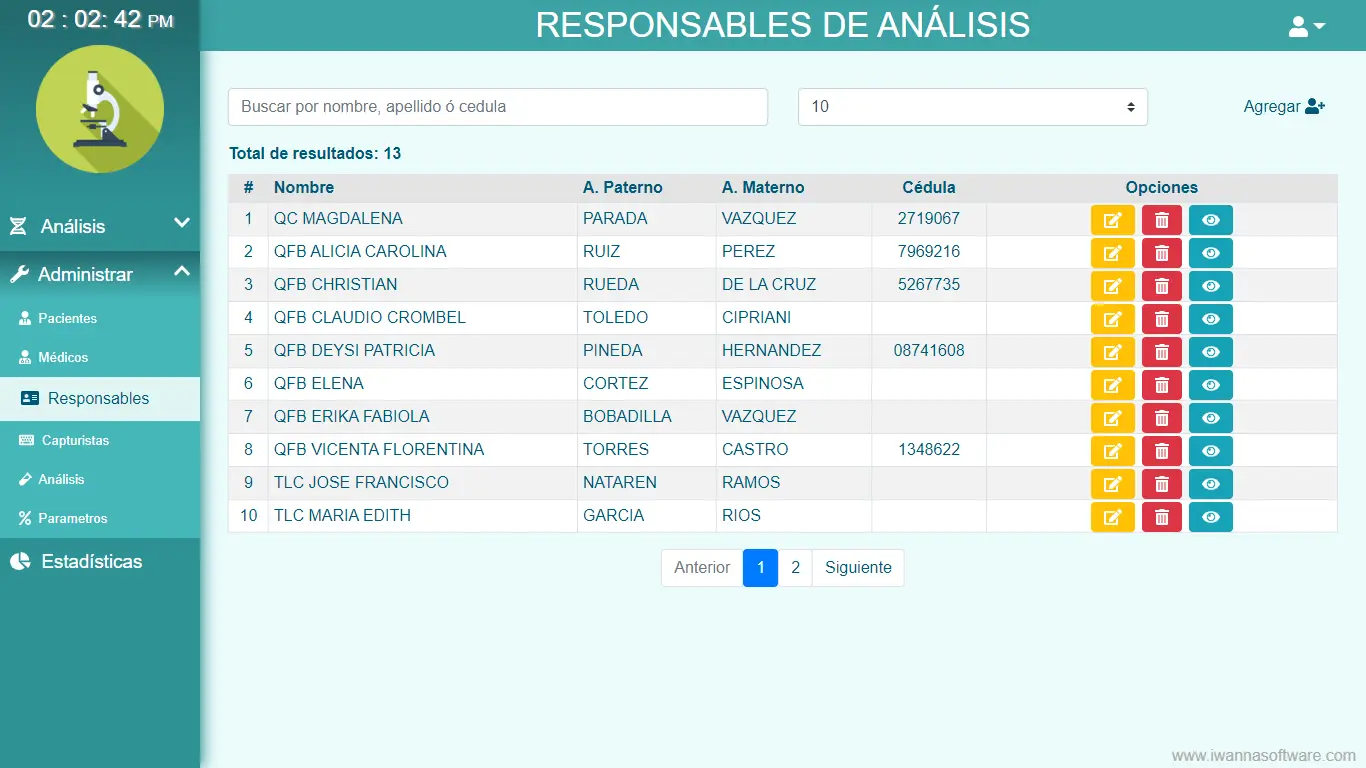 02 : 02: 42 PM
RESPONSABLES DE ANÁLISIS
Análisis
Administrar
Pacientes
Médicos
Responsables
Capturistas
Análisis
Parametros
Estadísticas
Buscar por nombre, apellido ó cedula
10
Agregar
Total de resultados: 13
# Nombre A. Paterno A. Materno Cédula Opciones
1 QC MAGDALENA PARADA VAZQUEZ 2719067
2 QFB ALICIA CAROLINA RUIZ PEREZ 7969216
3 QFB CHRISTIAN RUEDA DE LA CRUZ 5267735
4 QFB CLAUDIO CROMBEL TOLEDO CIPRIANI
5 QFB DEYSI PATRICIA PINEDA HERNANDEZ 08741608
6 QFB ELENA CORTEZ ESPINOSA
7 QFB ERIKA FABIOLA BOBADILLA VAZQUEZ
8 QFB VICENTA FLORENTINA TORRES CASTRO 1348622
9 TLC JOSE FRANCISCO NATAREN RAMOS
10 TLC MARIA EDITH GARCIA RIOS
Anterior 1 2 Siguiente
www.iwannasoftware.com